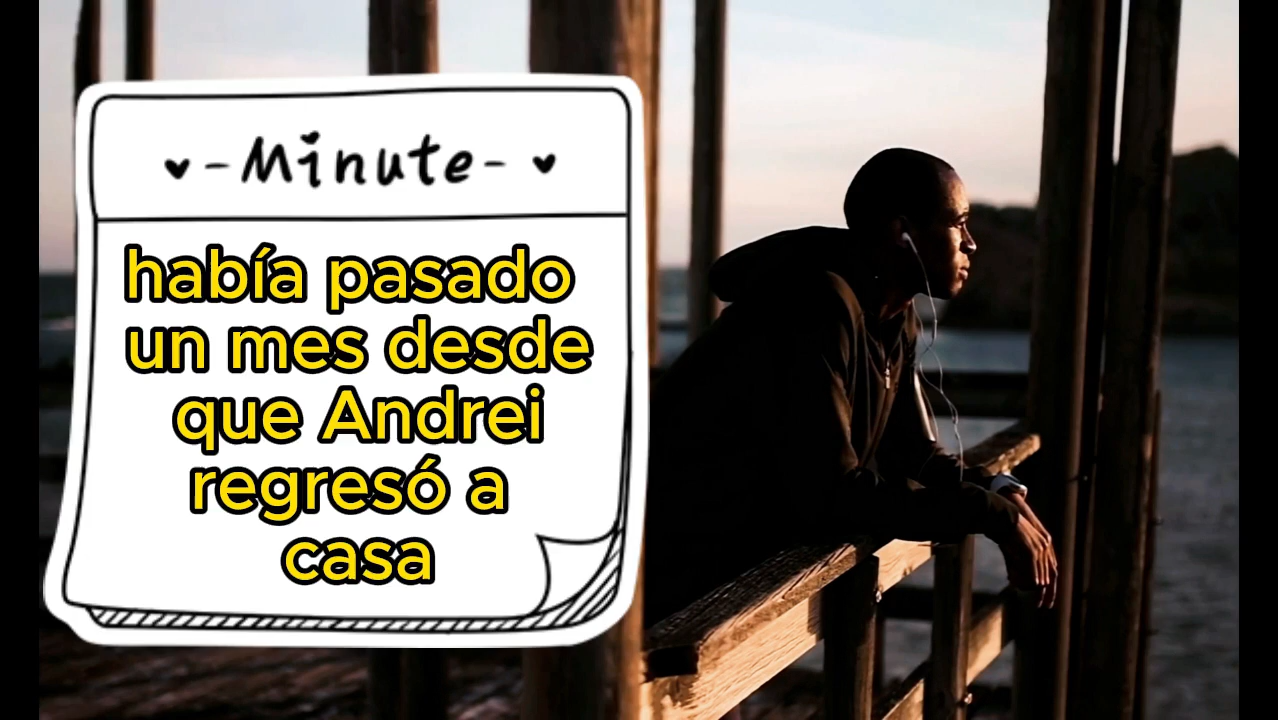 -Minute-
había pasado
un mes desde
que Andrei
regresó a
casa